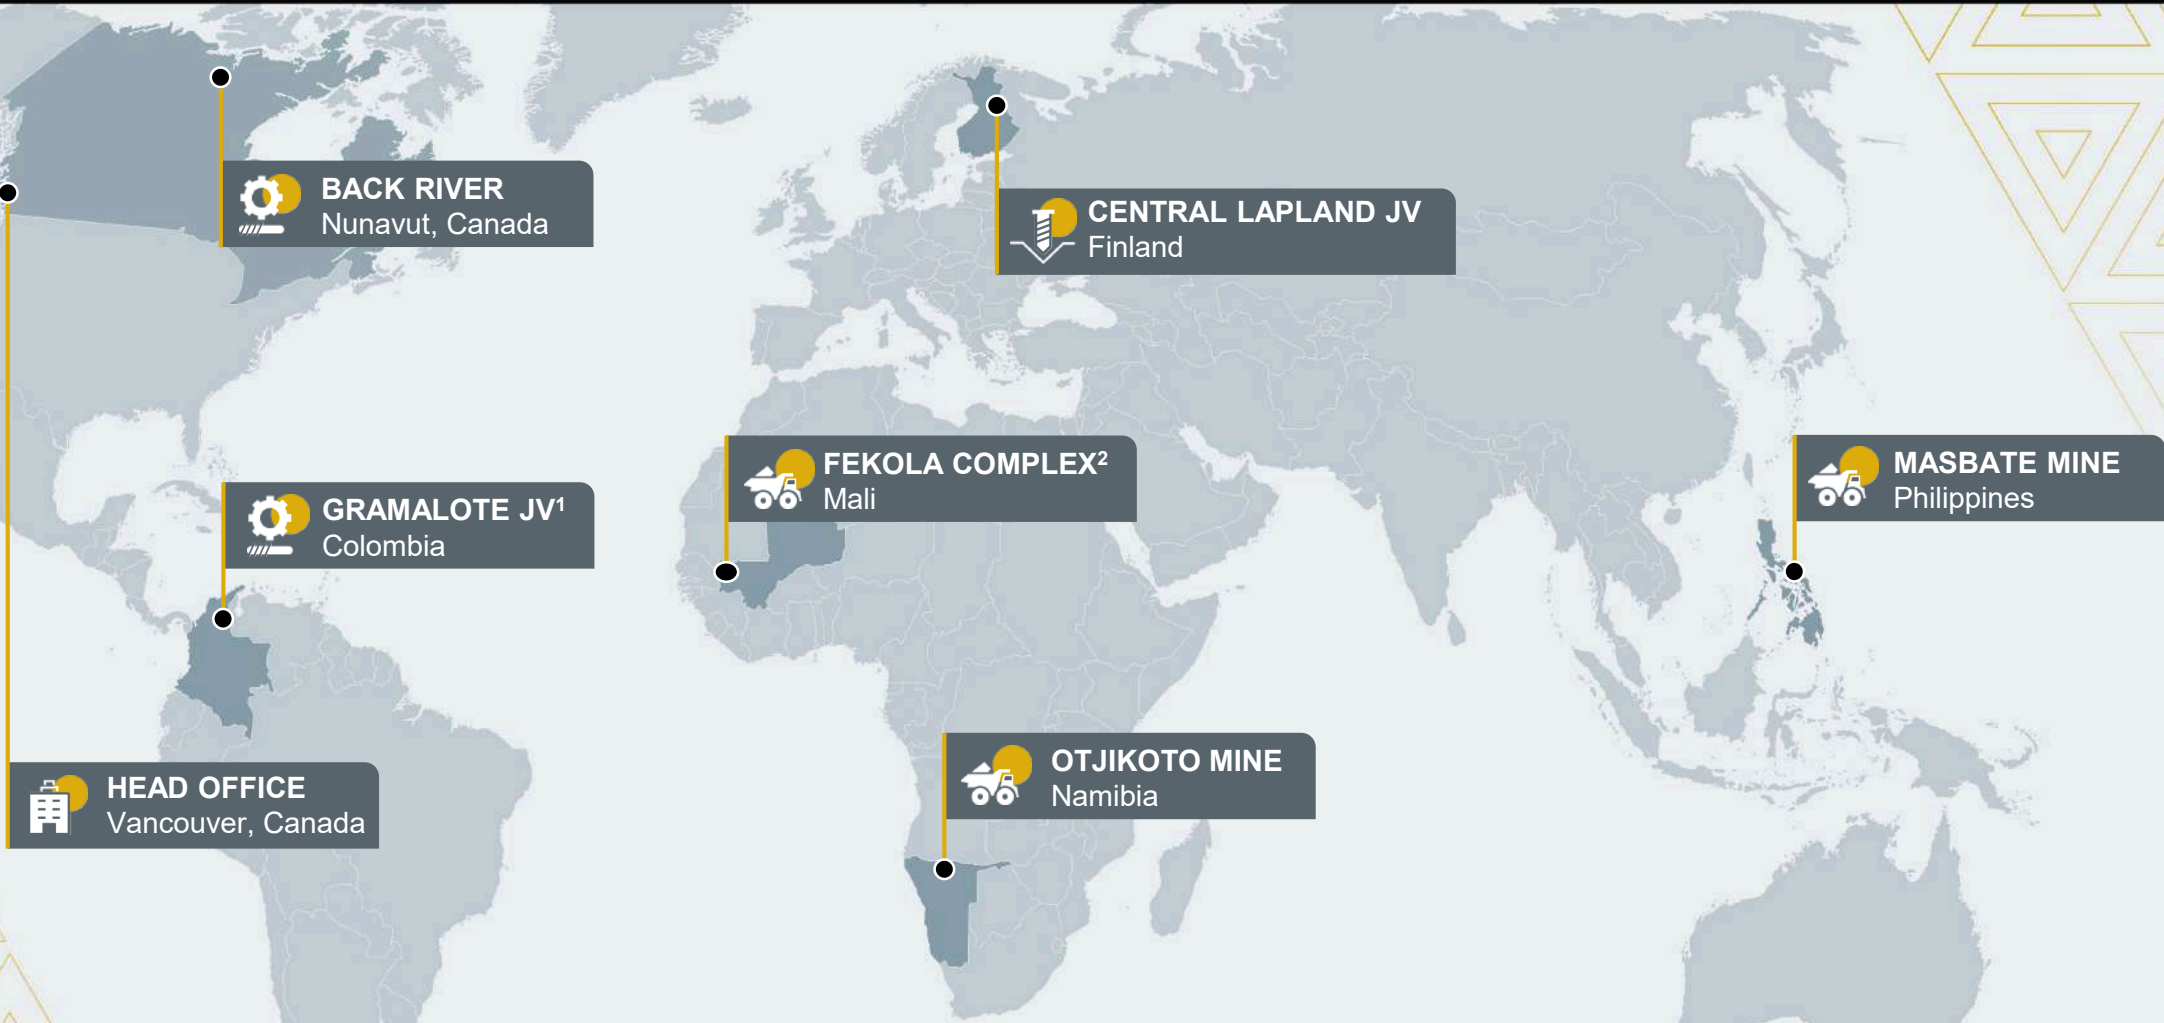 BACK RIVER
Nunavut, Canada
CENTRAL LAPLAND JV
Finland
FEKOLA COMPLEX²
Mali
MASBATE MINE
Philippines
GRAMALOTE JV¹
Colombia
OTJIKOTO MINE
Namibia
HEAD OFFICE
Vancouver, Canada